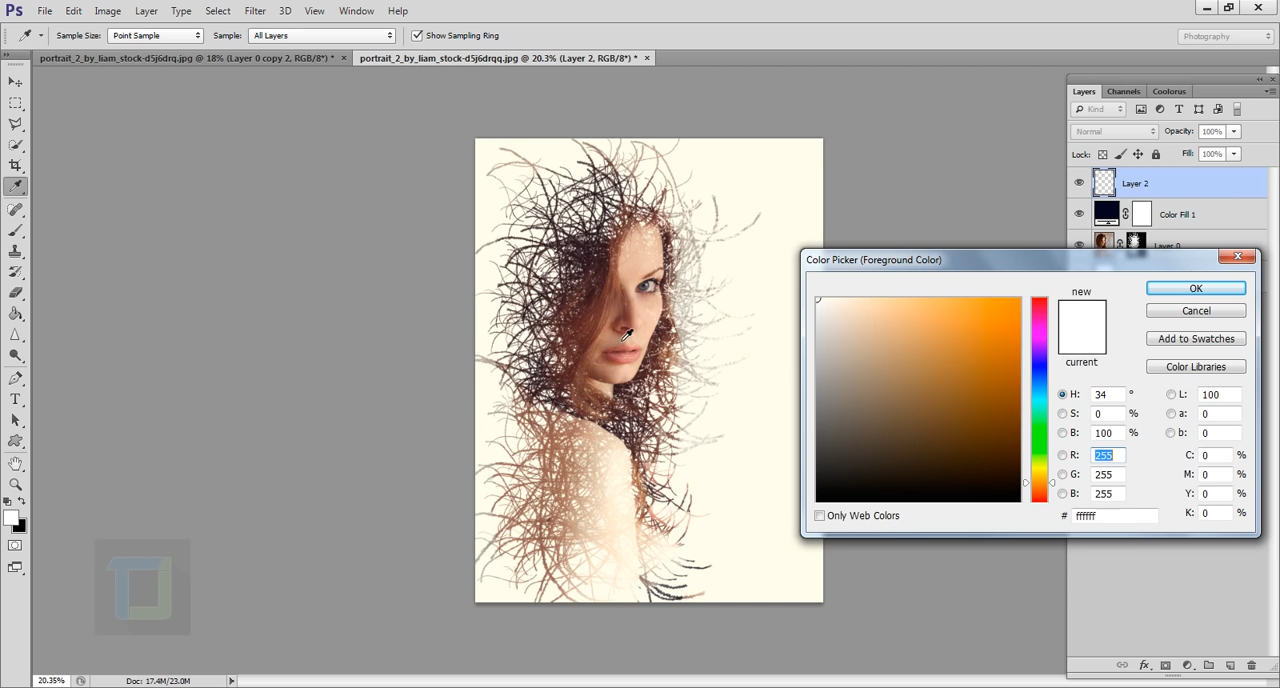 Ps File Edit Image Layer Type Select Filter 3D View Window Help
Sample Size: Point Sample Sample: All Layers Show Sampling Ring Photography
portrait_2_by_liam_stock-d5j6drq.jpg @ 18% (Layer 0 copy 2, RGB/8*) * × portrait_2_by_liam_stock-d5j6drqq.jpg @ 20.3% (Layer 2, RGB/8*) * ×
Layers Channels Coolorus
Kind
Normal Opacity: 100%
Lock: Fill: 100%
Layer 2
Color Fill 1
Layer 0
Color Picker (Foreground Color)
new
current
OK
Cancel
Add to Swatches
Color Libraries
H: 34 ° L: 100
S: 0 % a: 0
B: 100 % b: 0
R: 255 C: 0 %
G: 255 M: 0 %
B: 255 Y: 0 %
# ffffff K: 0 %
Only Web Colors
20.35% Doc: 17.4M/23.0M